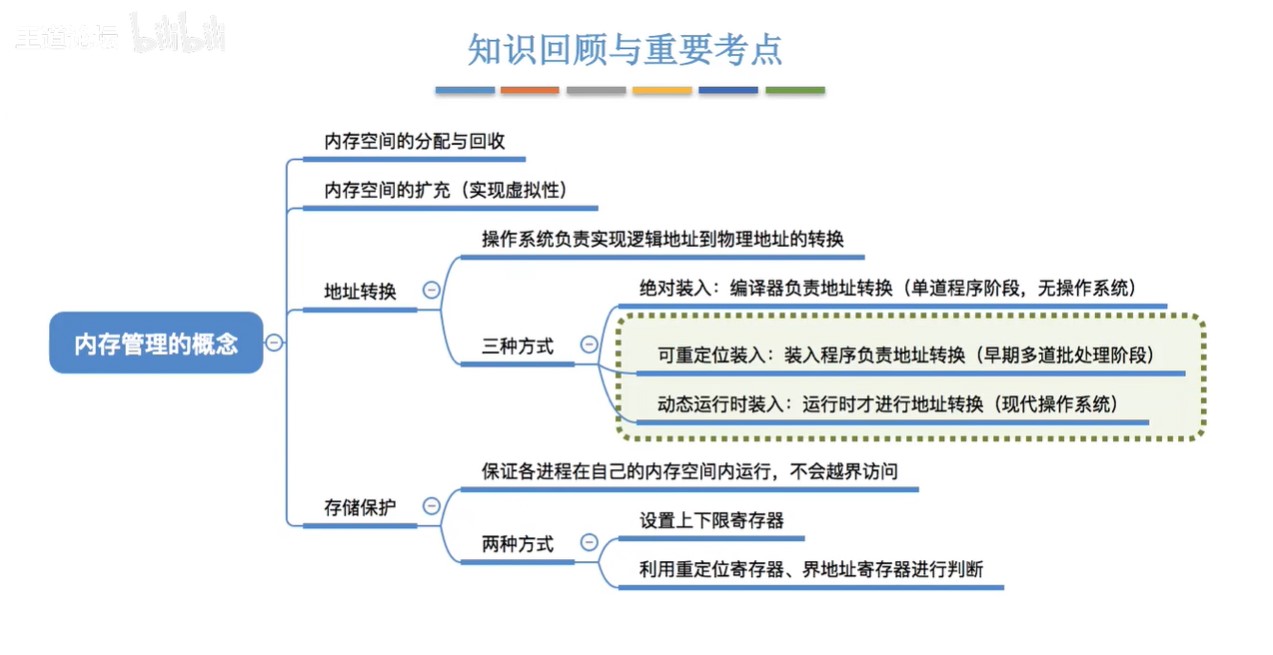 王道论坛 bilibili
知识回顾与重要考点
内存空间的分配与回收
内存空间的扩充（实现虚拟性）
操作系统负责实现逻辑地址到物理地址的转换
地址转换
绝对装入：编译器负责地址转换（单道程序阶段，无操作系统）
三种方式
可重定位装入：装入程序负责地址转换（早期多道批处理阶段）
动态运行时装入：运行时才进行地址转换（现代操作系统）
内存管理的概念
保证各进程在自己的内存空间内运行，不会越界访问
存储保护
设置上下限寄存器
两种方式
利用重定位寄存器、界地址寄存器进行判断